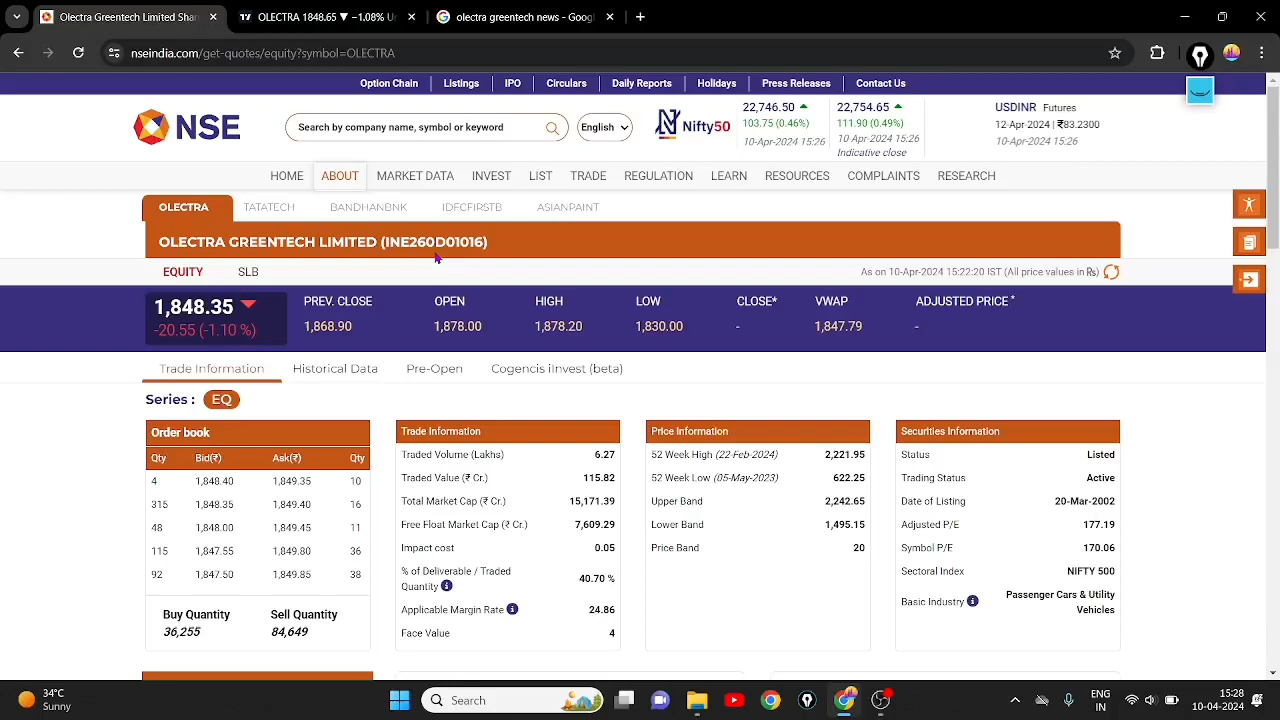 Olectra Greentech Limited Shar
OLECTRA 1848.65 ▼ −1.08% Ur
olectra greentech news - Googl
nseindia.com/get-quotes/equity?symbol=OLECTRA
Option Chain | Listings | IPO | Circulars | Daily Reports | Holidays | Press Releases | Contact Us
NSE
Search by company name, symbol or keyword
English
Nifty50
22,746.50
103.75 (0.46%)
10-Apr-2024 15:26
22,754.65
111.90 (0.49%)
10-Apr-2024 15:26
Indicative close
USDINR Futures
12-Apr-2024 | ₹83.2300
10-Apr-2024 15:26
HOME ABOUT MARKET DATA INVEST LIST TRADE REGULATION LEARN RESOURCES COMPLAINTS RESEARCH
OLECTRA TATATECH BANDHANBNK IDFCFIRSTB ASIANPAINT
OLECTRA GREENTECH LIMITED (INE260D01016)
EQUITY SLB
As on 10-Apr-2024 15:22:20 IST (All price values in ₨)
1,848.35
-20.55 (-1.10 %)
PREV. CLOSE OPEN HIGH LOW CLOSE* VWAP ADJUSTED PRICE*
1,868.90 1,878.00 1,878.20 1,830.00 - 1,847.79 -
Trade Information Historical Data Pre-Open Cogencis iInvest (beta)
Series : EQ
Order book
Qty Bid(₹) Ask(₹) Qty
4 1,848.40 1,849.35 10
315 1,848.35 1,849.40 16
48 1,848.00 1,849.45 11
115 1,847.55 1,849.80 36
92 1,847.50 1,849.85 38
Buy Quantity Sell Quantity
36,255 84,649
Trade Information
Traded Volume (Lakhs) 6.27
Traded Value (₹ Cr.) 115.82
Total Market Cap (₹ Cr.) 15,171.39
Free Float Market Cap (₹ Cr.) 7,609.29
Impact cost 0.05
% of Deliverable / Traded
Quantity 40.70 %
Applicable Margin Rate 24.86
Face Value 4
Price Information
52 Week High (22-Feb-2024) 2,221.95
52 Week Low (05-May-2023) 622.25
Upper Band 2,242.65
Lower Band 1,495.15
Price Band 20
Securities Information
Status Listed
Trading Status Active
Date of Listing 20-Mar-2002
Adjusted P/E 177.19
Symbol P/E 170.06
Sectoral Index NIFTY 500
Basic Industry Passenger Cars & Utility
Vehicles
34°C
Sunny
Search
ENG
IN
15:28
10-04-2024